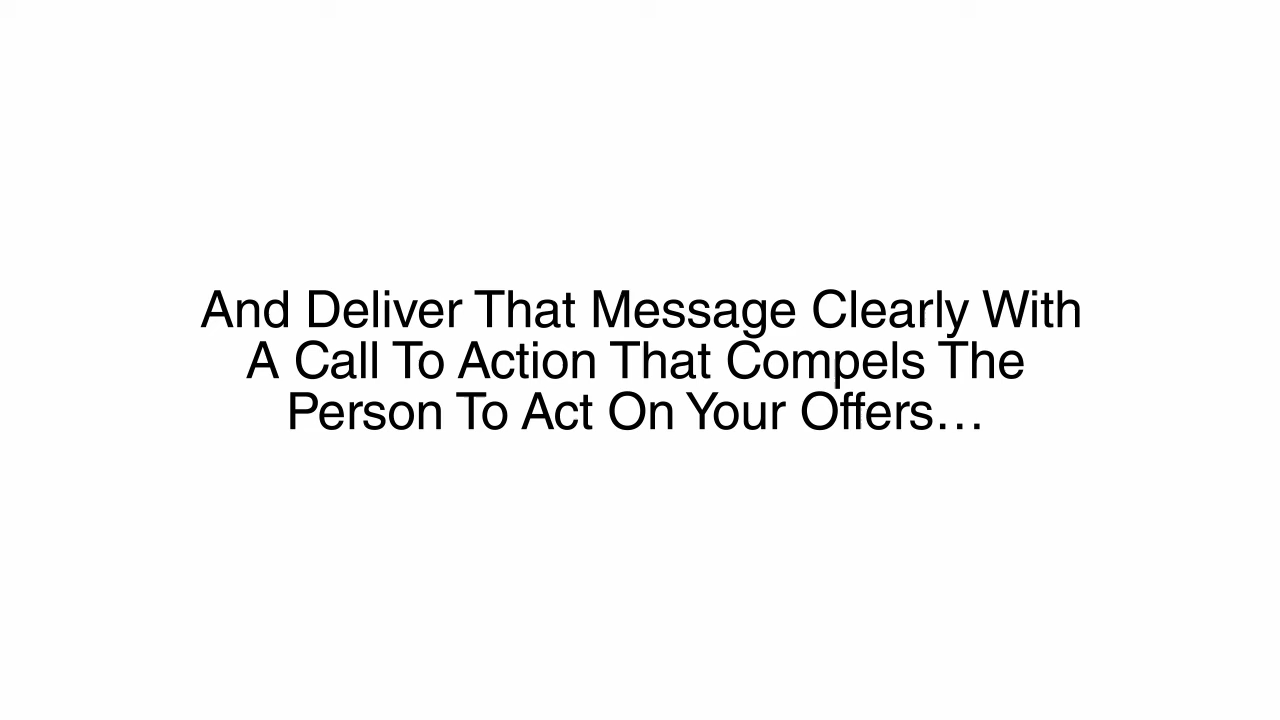 And Deliver That Message Clearly With
A Call To Action That Compels The
Person To Act On Your Offers…